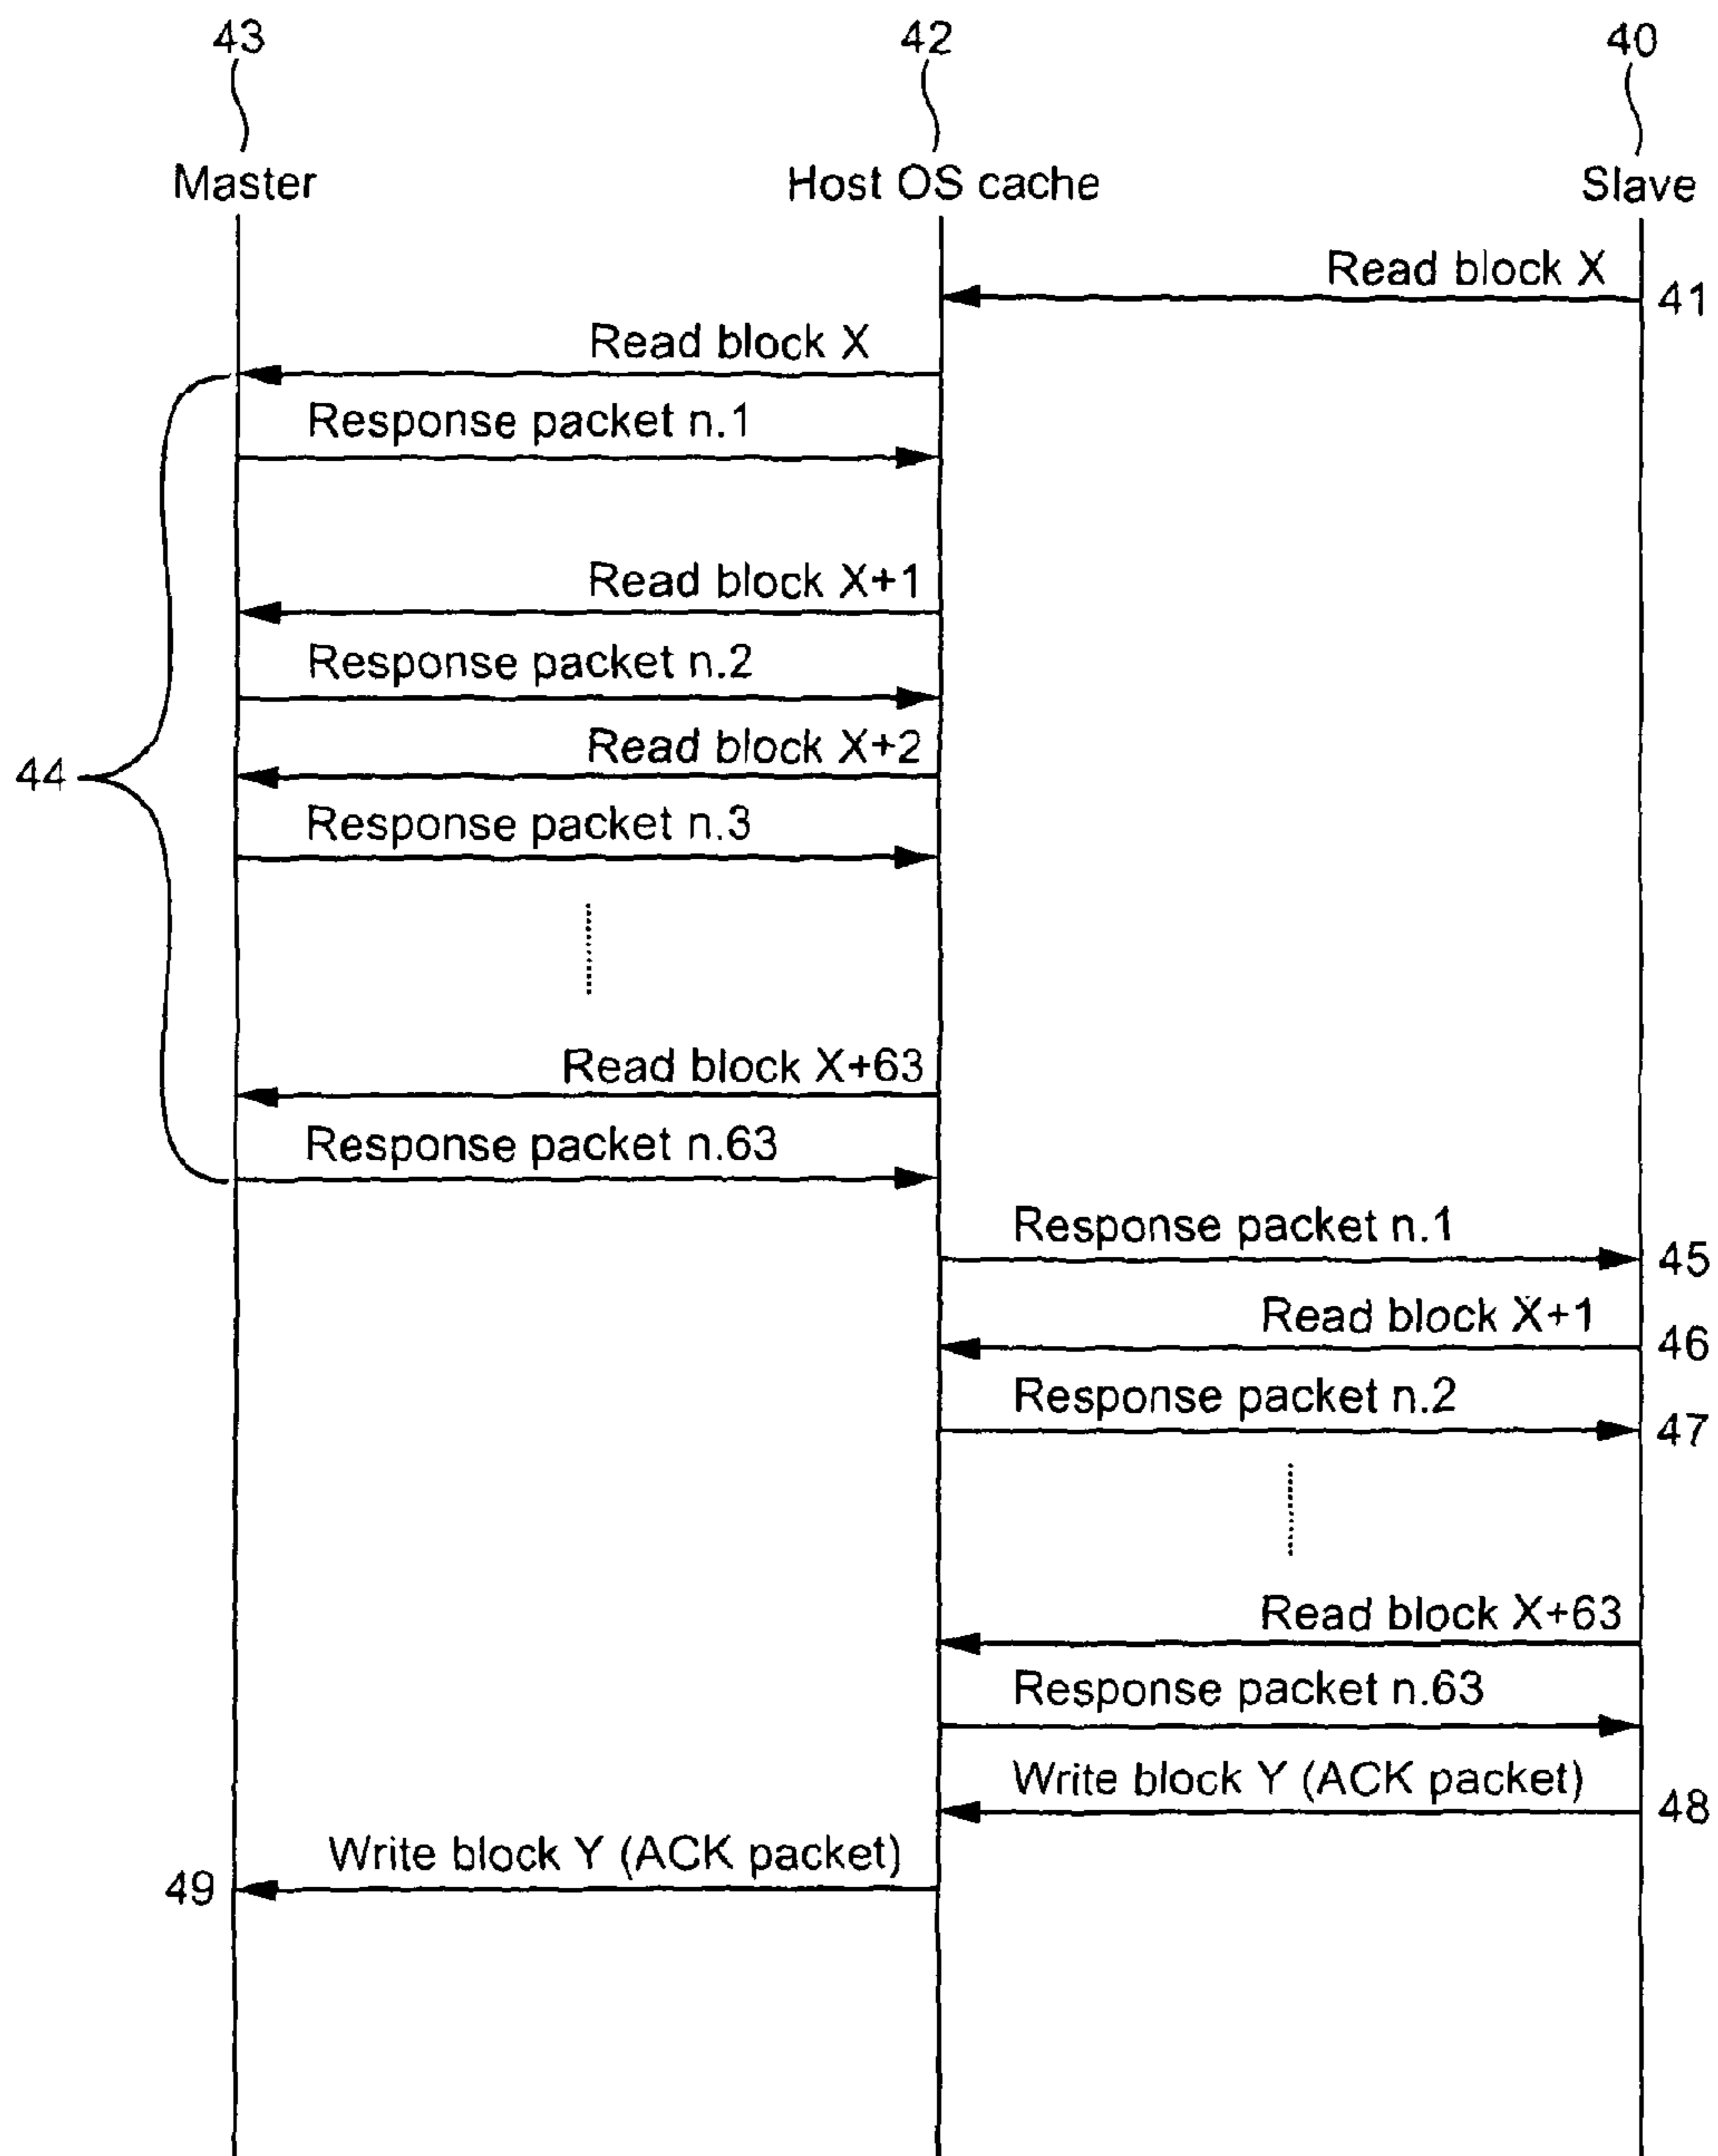 43 42 40
Master Host OS cache Slave
Read block X
41
Read block X
Response packet n.1
Read block X+1
Response packet n.2
Read block X+2
44
Response packet n.3
Read block X+63
Response packet n.63
Response packet n.1
45
Read block X+1
46
Response packet n.2
47
Read block X+63
Response packet n.63
Write block Y (ACK packet)
48
Write block Y (ACK packet)
49